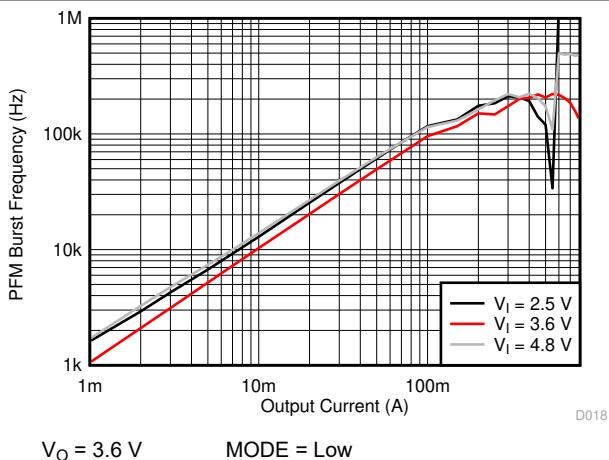 1M
100k
10k
1k
PFM Burst Frequency (Hz)
V_I = 2.5 V
V_I = 3.6 V
V_I = 4.8 V
1m 10m 100m
Output Current (A)
D018
V_O = 3.6 V MODE = Low